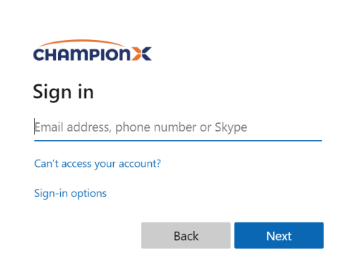 CHAMPIONX
Sign in
Email address, phone number or Skype
Can't access your account?
Sign-in options
Back Next